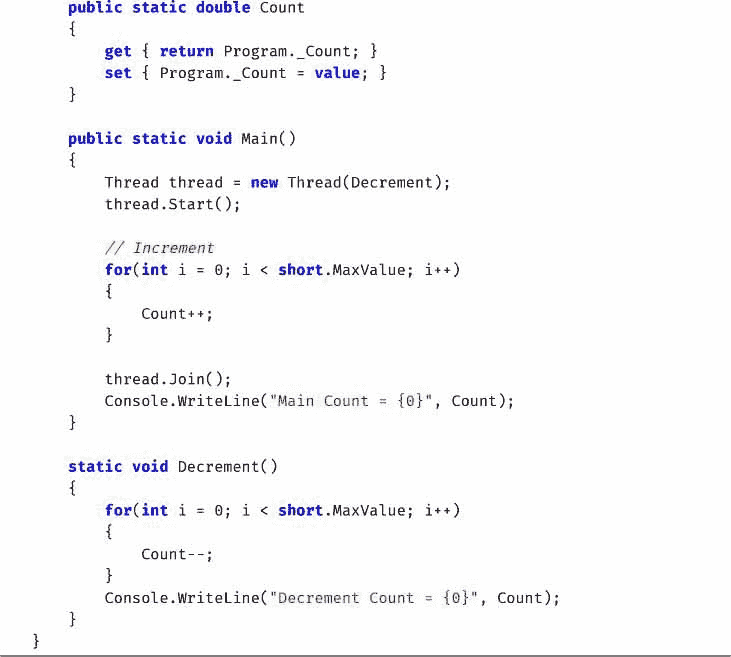 public static double Count
{
get { return Program._Count; }
set { Program._Count = value; }
}
public static void Main()
{
Thread thread = new Thread(Decrement);
thread.Start();
// Increment
for(int i = 0; i < short.MaxValue; i++)
{
Count++;
}
thread.Join();
Console.WriteLine("Main Count = {0}", Count);
}
static void Decrement()
{
for(int i = 0; i < short.MaxValue; i++)
{
Count--;
}
Console.WriteLine("Decrement Count = {0}", Count);
}
}